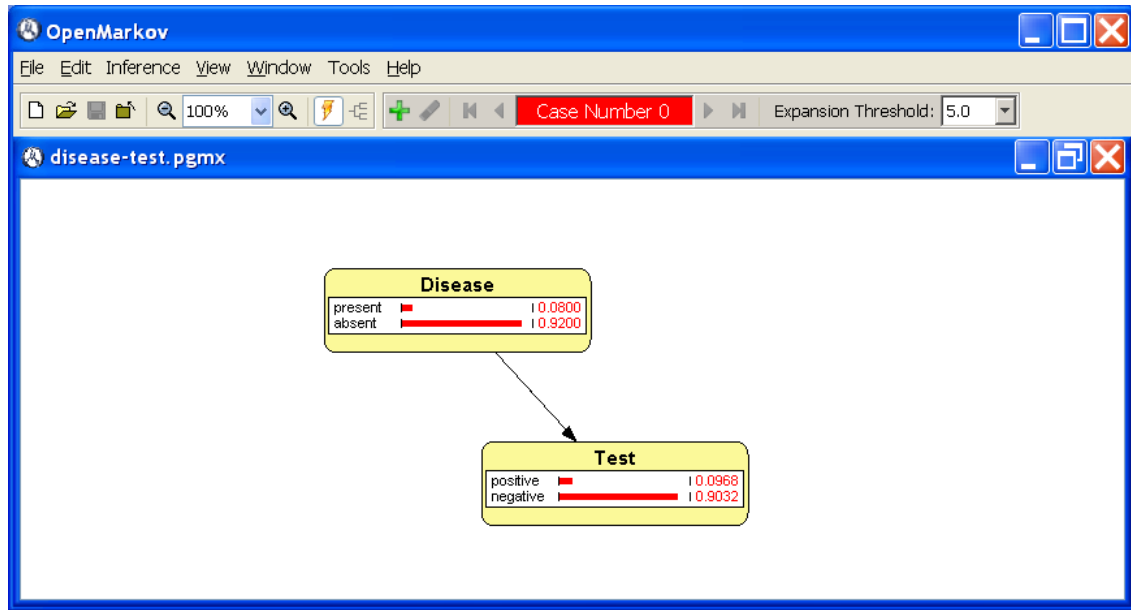 OpenMarkov
File Edit Inference View Window Tools Help
100% Case Number 0 Expansion Threshold: 5.0
disease-test.pgmx
Disease
present 0.0800
absent 0.9200
Test
positive 0.0968
negative 0.9032